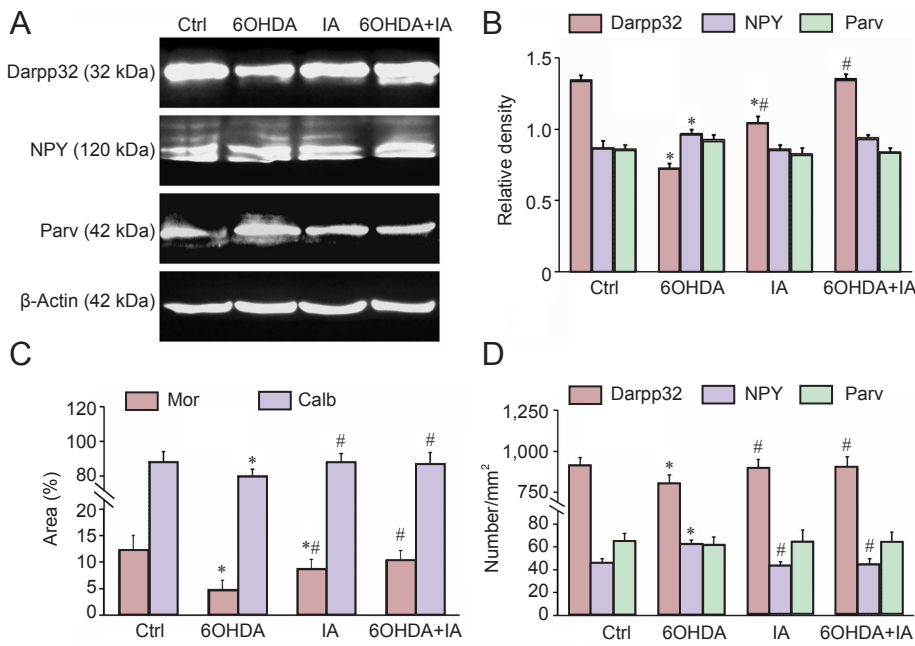 A
Ctrl 6OHDA IA 6OHDA+IA
Darpp32 (32 kDa)
NPY (120 kDa)
Parv (42 kDa)
β-Actin (42 kDa)
B
Darpp32 NPY Parv
Relative density
1.5
1.0
0.5
0
* * *# #
Ctrl 6OHDA IA 6OHDA+IA
C
Mor Calb
Area (%)
120
100
80
20
15
10
5
0
* * *# # # #
Ctrl 6OHDA IA 6OHDA+IA
D
Darpp32 NPY Parv
Number/mm²
1,250
1,000
750
80
60
40
20
0
* * # # # #
Ctrl 6OHDA IA 6OHDA+IA